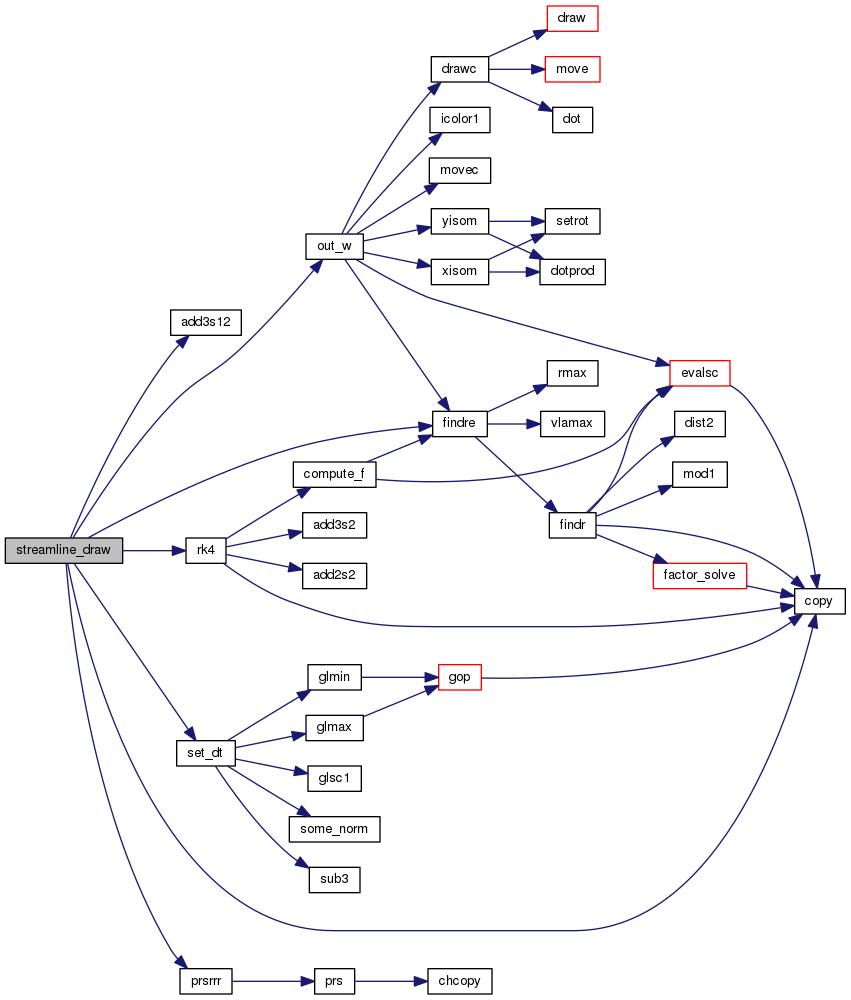 draw
drawc
move
icolor1
dot
movec
yisom
setrot
out_w
xisom
dotprod
add3s12
evalsc
rmax
findre
vlamax
dist2
compute_f
mod1
add3s2
findr
streamline_draw
rk4
add2s2
factor_solve
copy
glmin
gop
glmax
set_dt
glsc1
some_norm
sub3
prsrrr
prs
chcopy